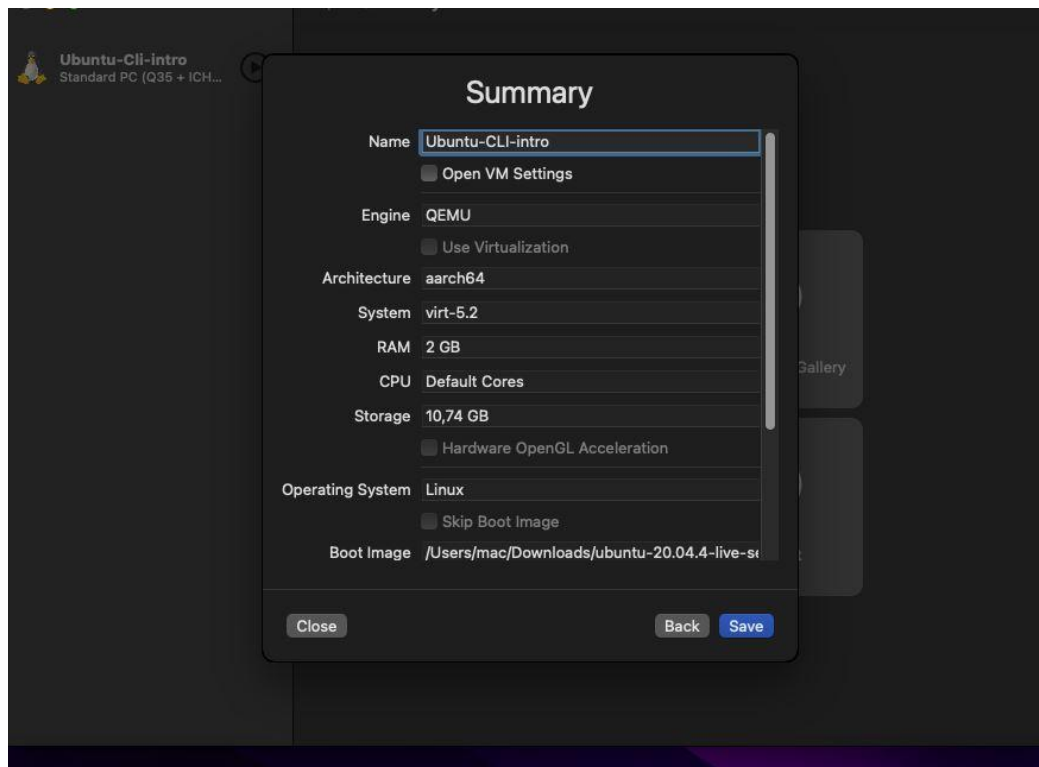 Ubuntu-Cli-intro
Standard PC (Q35 + ICH...
Summary
Name Ubuntu-CLI-intro
Open VM Settings
Engine QEMU
Use Virtualization
Architecture aarch64
System virt-5.2
RAM 2 GB
CPU Default Cores
Storage 10,74 GB
Hardware OpenGL Acceleration
Operating System Linux
Skip Boot Image
Boot Image /Users/mac/Downloads/ubuntu-20.04.4-live-se
Gallery
Close Back Save